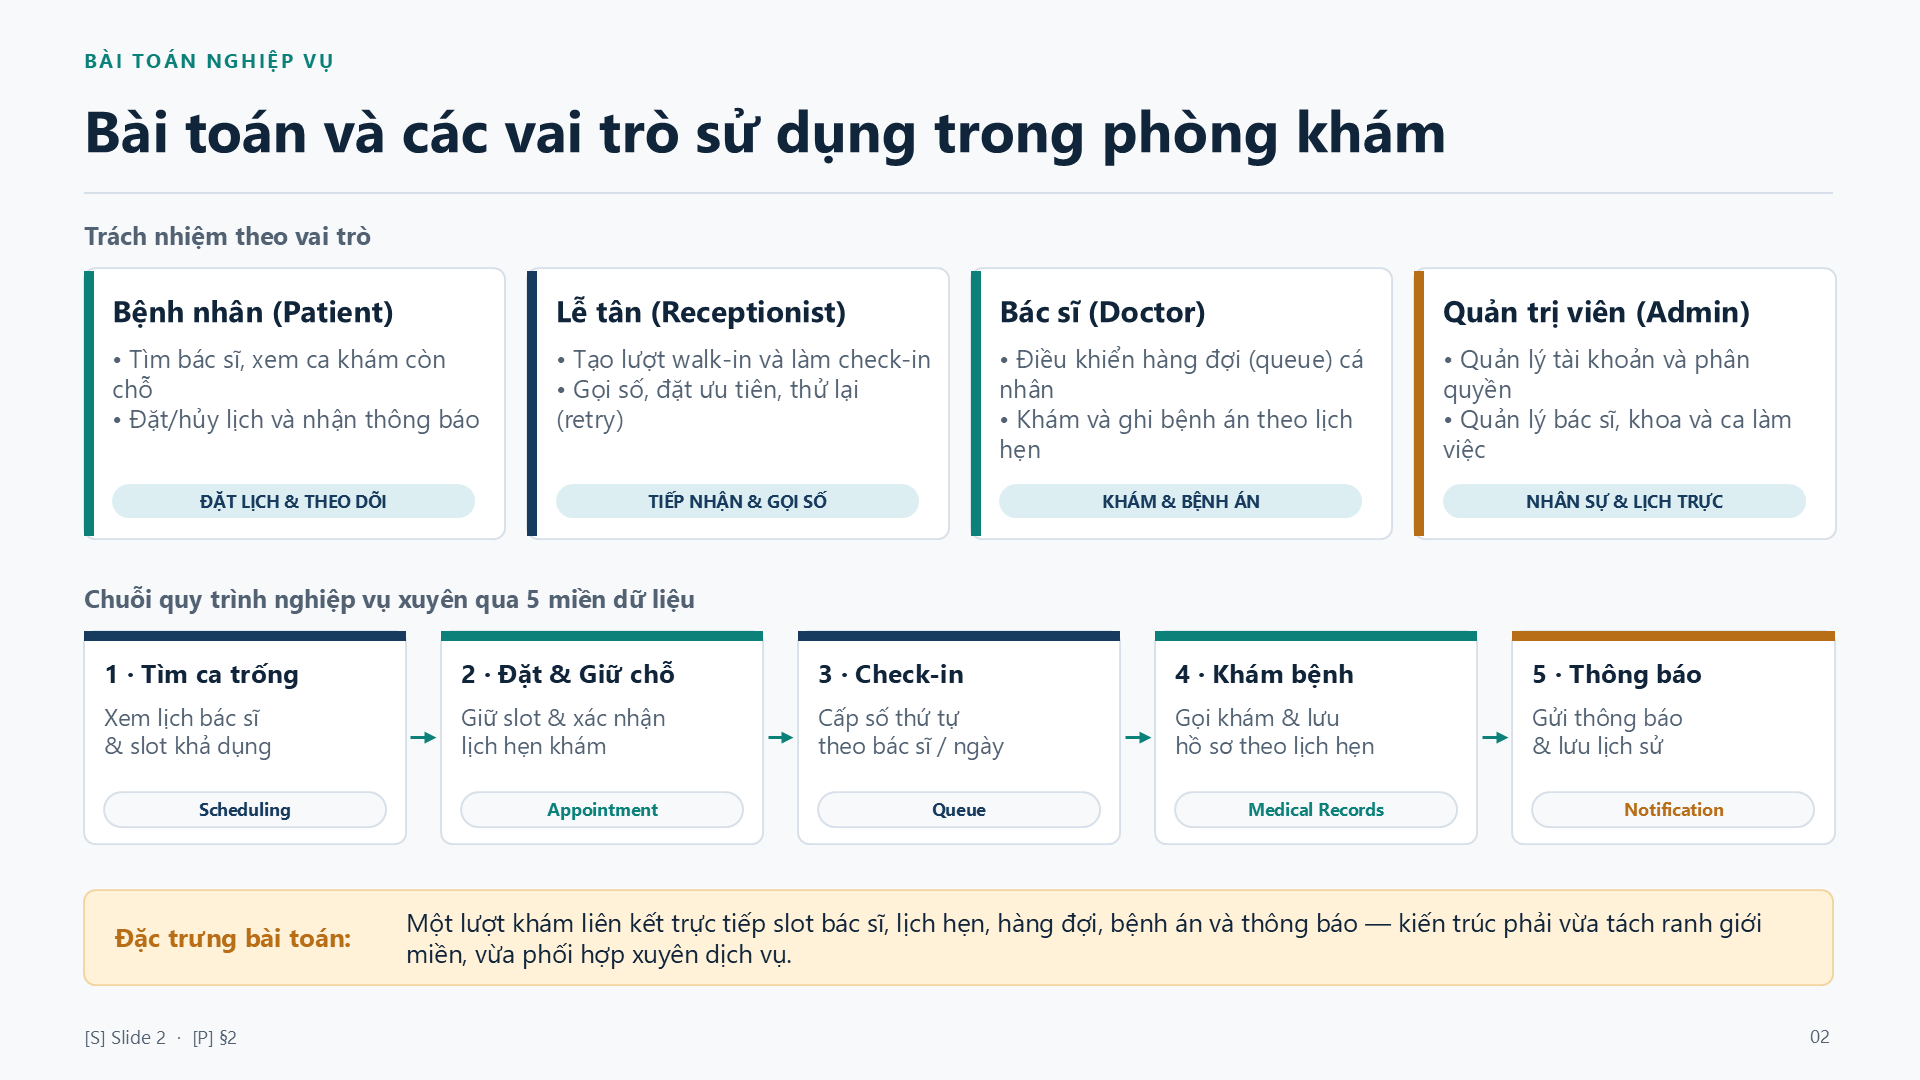 BÀI TOÁN NGHIỆP VỤ
Bài toán và các vai trò sử dụng trong phòng khám
Trách nhiệm theo vai trò
Bệnh nhân (Patient)
• Tìm bác sĩ, xem ca khám còn
chỗ
• Đặt/hủy lịch và nhận thông báo
ĐẶT LỊCH & THEO DÕI
Lễ tân (Receptionist)
• Tạo lượt walk-in và làm check-in
• Gọi số, đặt ưu tiên, thử lại
(retry)
TIẾP NHẬN & GỌI SỐ
Bác sĩ (Doctor)
• Điều khiển hàng đợi (queue) cá
nhân
• Khám và ghi bệnh án theo lịch
hẹn
KHÁM & BỆNH ÁN
Quản trị viên (Admin)
• Quản lý tài khoản và phân
quyền
• Quản lý bác sĩ, khoa và ca làm
việc
NHÂN SỰ & LỊCH TRỰC
Chuỗi quy trình nghiệp vụ xuyên qua 5 miền dữ liệu
1 · Tìm ca trống
Xem lịch bác sĩ
& slot khả dụng
Scheduling
2 · Đặt & Giữ chỗ
Giữ slot & xác nhận
lịch hẹn khám
Appointment
3 · Check-in
Cấp số thứ tự
theo bác sĩ / ngày
Queue
4 · Khám bệnh
Gọi khám & lưu
hồ sơ theo lịch hẹn
Medical Records
5 · Thông báo
Gửi thông báo
& lưu lịch sử
Notification
Đặc trưng bài toán:
Một lượt khám liên kết trực tiếp slot bác sĩ, lịch hẹn, hàng đợi, bệnh án và thông báo — kiến trúc phải vừa tách ranh giới
miền, vừa phối hợp xuyên dịch vụ.
[S] Slide 2 · [P] §2
02